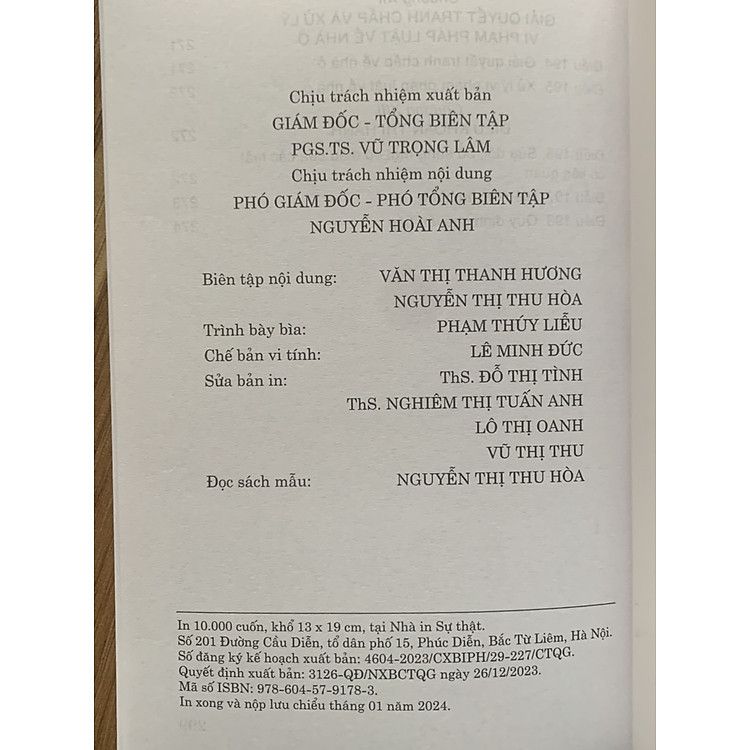 Chịu trách nhiệm xuất bản
GIÁM ĐỐC - TỔNG BIÊN TẬP
PGS.TS. VŨ TRỌNG LÂM
Chịu trách nhiệm nội dung
PHÓ GIÁM ĐỐC - PHÓ TỔNG BIÊN TẬP
NGUYỄN HOÀI ANH
Biên tập nội dung: VĂN THỊ THANH HƯƠNG
NGUYỄN THỊ THU HÒA
Trình bày bìa: PHẠM THÚY LIỄU
Chế bản vi tính: LÊ MINH ĐỨC
Sửa bản in: ThS. ĐỖ THỊ TÌNH
ThS. NGHIÊM THỊ TUẤN ANH
LÔ THỊ OANH
VŨ THỊ THU
Đọc sách mẫu: NGUYỄN THỊ THU HÒA
In 10.000 cuốn, khổ 13 x 19 cm, tại Nhà in Sự thật.
Số 201 Đường Cầu Diễn, tổ dân phố 15, Phúc Diễn, Bắc Từ Liêm, Hà Nội.
Số đăng ký kế hoạch xuất bản: 4604-2023/CXBIPH/29-227/CTQG.
Quyết định xuất bản: 3126-QĐ/NXBCTQG ngày 26/12/2023.
Mã số ISBN: 978-604-57-9178-3.
In xong và nộp lưu chiểu tháng 01 năm 2024.